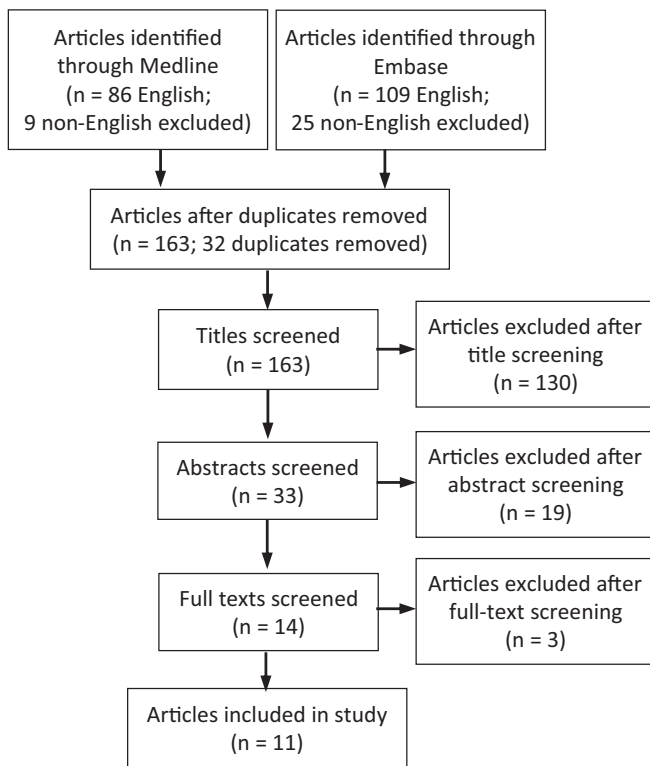 Articles identified
through Medline
(n = 86 English;
9 non-English excluded)
Articles identified through
Embase
(n = 109 English;
25 non-English excluded)
Articles after duplicates removed
(n = 163; 32 duplicates removed)
Titles screened
(n = 163)
Articles excluded after
title screening
(n = 130)
Abstracts screened
(n = 33)
Articles excluded after
abstract screening
(n = 19)
Full texts screened
(n = 14)
Articles excluded after
full-text screening
(n = 3)
Articles included in study
(n = 11)